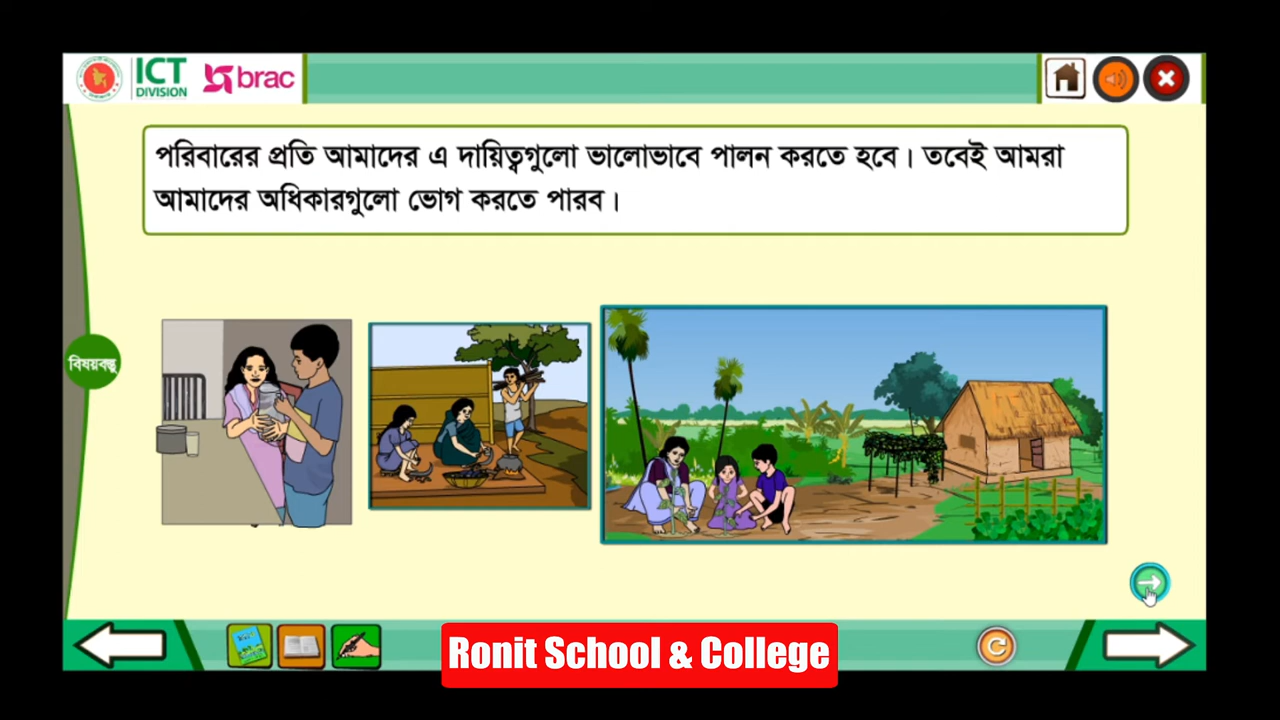 ICT
DIVISION
brac
পরিবারের প্রতি আমাদের এ দায়িত্বগুলো ভালোভাবে পালন করতে হবে। তবেই আমরা
আমাদের অধিকারগুলো ভোগ করতে পারব।
বিষয়বস্তু
Ronit School & College